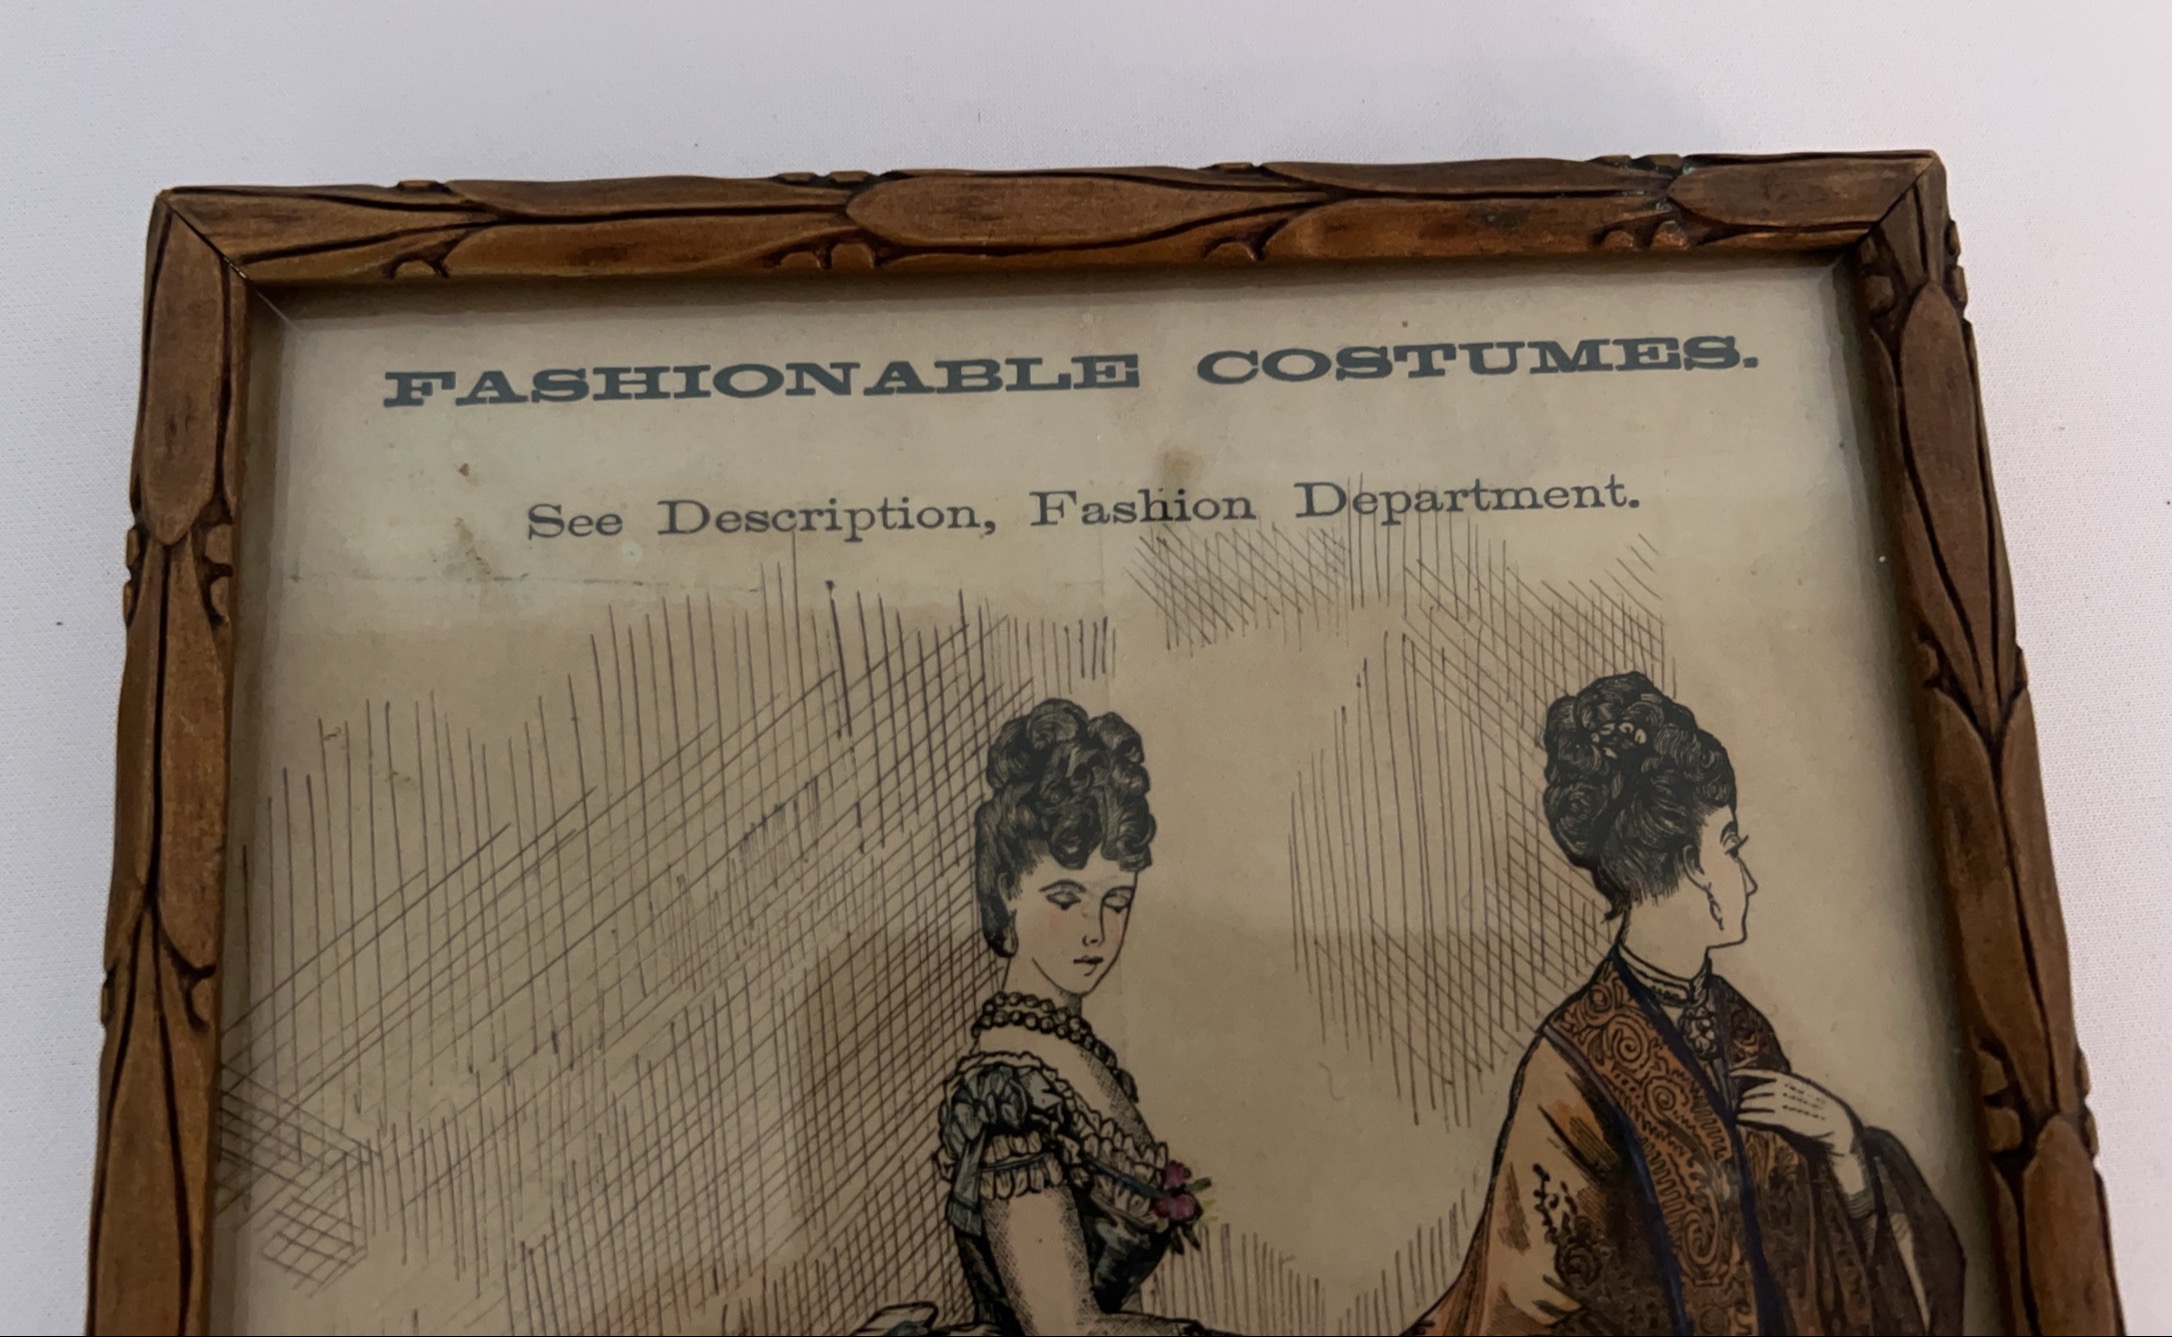 FASHIONABLE COSTUMES.
See Description, Fashion Department.